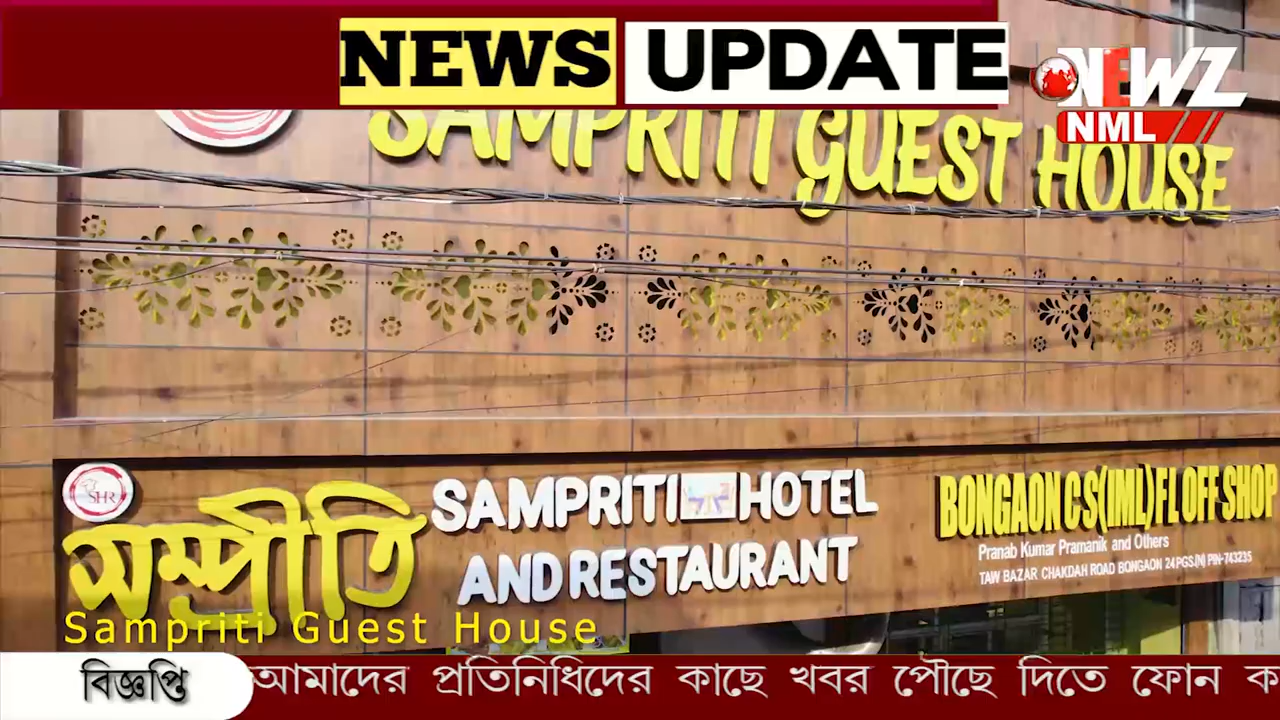 NEWS UPDATE
NEWZ
NML
SAMPRITI GUEST HOUSE
SHR
সম্প্রীতি
SAMPRITI HOTEL
AND RESTAURANT
BONGAON C S(IML) FL OFF SHOP
Pranab Kumar Pramanik and Others
TAW BAZAR CHAKDAH ROAD BONGAON 24 PGS.(N) PIN-743235
Sampriti Guest House
বিজ্ঞপ্তি
আমাদের প্রতিনিধিদের কাছে খবর পৌছে দিতে ফোন ক